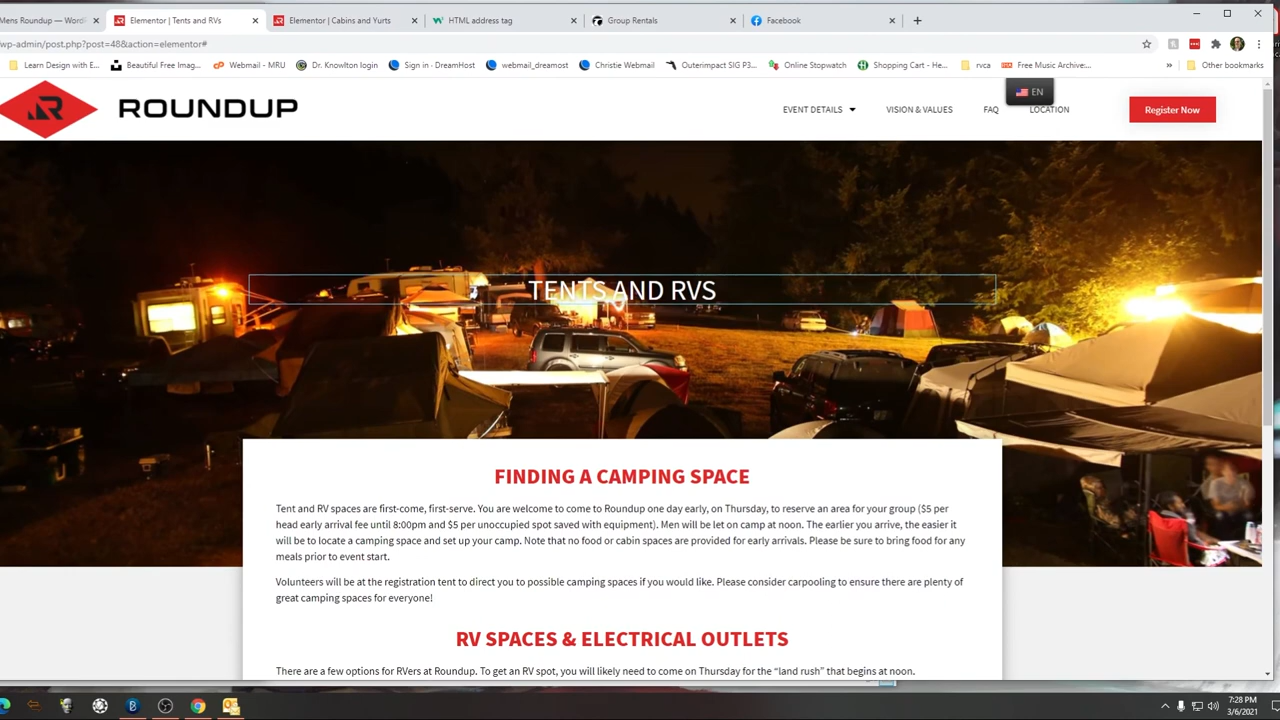 Mens Roundup — Word
Elementor | Tents and RVs
Elementor | Cabins and Yurts
HTML address tag
Group Rentals
Facebook
wp-admin/post.php?post=48&action=elementor#
Learn Design with E...
Beautiful Free Imag...
Webmail - MRU
Dr. Knowlton login
Sign in · DreamHost
webmail_dreamost
Christie Webmail
Outerimpact SIG P3...
Online Stopwatch
Shopping Cart - He...
rvca
Free Music Archive:...
»
Other bookmarks
EN
ROUNDUP
EVENT DETAILS
VISION & VALUES
FAQ
LOCATION
Register Now
TENTS AND RVS
FINDING A CAMPING SPACE
Tent and RV spaces are first-come, first-serve. You are welcome to come to Roundup one day early, on Thursday, to reserve an area for your group ($5 per
head early arrival fee until 8:00pm and $5 per unoccupied spot saved with equipment). Men will be let on camp at noon. The earlier you arrive, the easier it
will be to locate a camping space and set up your camp. Note that no food or cabin spaces are provided for early arrivals. Please be sure to bring food for any
meals prior to event start.
Volunteers will be at the registration tent to direct you to possible camping spaces if you would like. Please consider carpooling to ensure there are plenty of
great camping spaces for everyone!
RV SPACES & ELECTRICAL OUTLETS
There are a few options for RVers at Roundup. To get an RV spot, you will likely need to come on Thursday for the “land rush” that begins at noon.
7:28 PM
3/6/2021